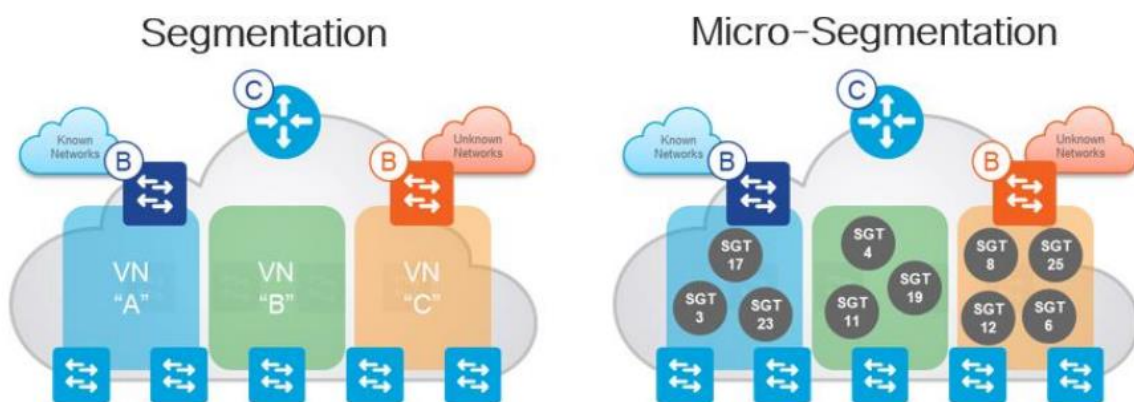 Segmentation
C
Known
Networks
B
B
Unknown
Networks
VN
"A"
VN
"B"
VN
"C"
Micro-Segmentation
C
Known
Networks
B
B
Unknown
Networks
SGT
17
SGT
3
SGT
23
SGT
4
SGT
19
SGT
11
SGT
8
SGT
25
SGT
12
SGT
6